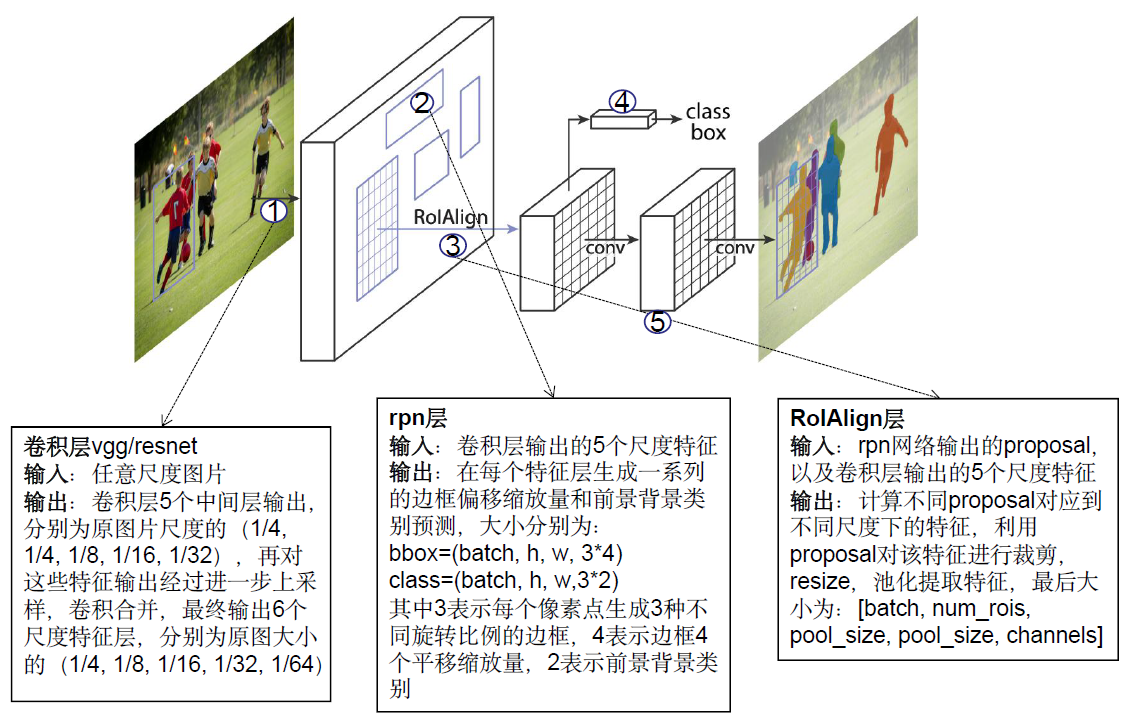 ①
②
RoIAlign
③
④
class
box
conv
conv
⑤
卷积层vgg/resnet
输入：任意尺度图片
输出：卷积层5个中间层输出，
分别为原图片尺度的（1/4,
1/4, 1/8, 1/16, 1/32），再对
这些特征输出经过进一步上采
样，卷积合并，最终输出6个
尺度特征层，分别为原图大小
的（1/4, 1/8, 1/16, 1/32, 1/64）
rpn层
输入：卷积层输出的5个尺度特征
输出：在每个特征层生成一系列
的边框偏移缩放量和前景背景类
别预测，大小分别为：
bbox=(batch, h, w, 3*4)
class=(batch, h, w,3*2)
其中3表示每个像素点生成3种不
同旋转比例的边框，4表示边框4
个平移缩放量，2表示前景背景类
别
RoIAlign层
输入：rpn网络输出的proposal,
以及卷积层输出的5个尺度特征
输出：计算不同proposal对应到
不同尺度下的特征，利用
proposal对该特征进行裁剪，
resize，池化提取特征，最后大
小为：[batch, num_rois,
pool_size, pool_size, channels]